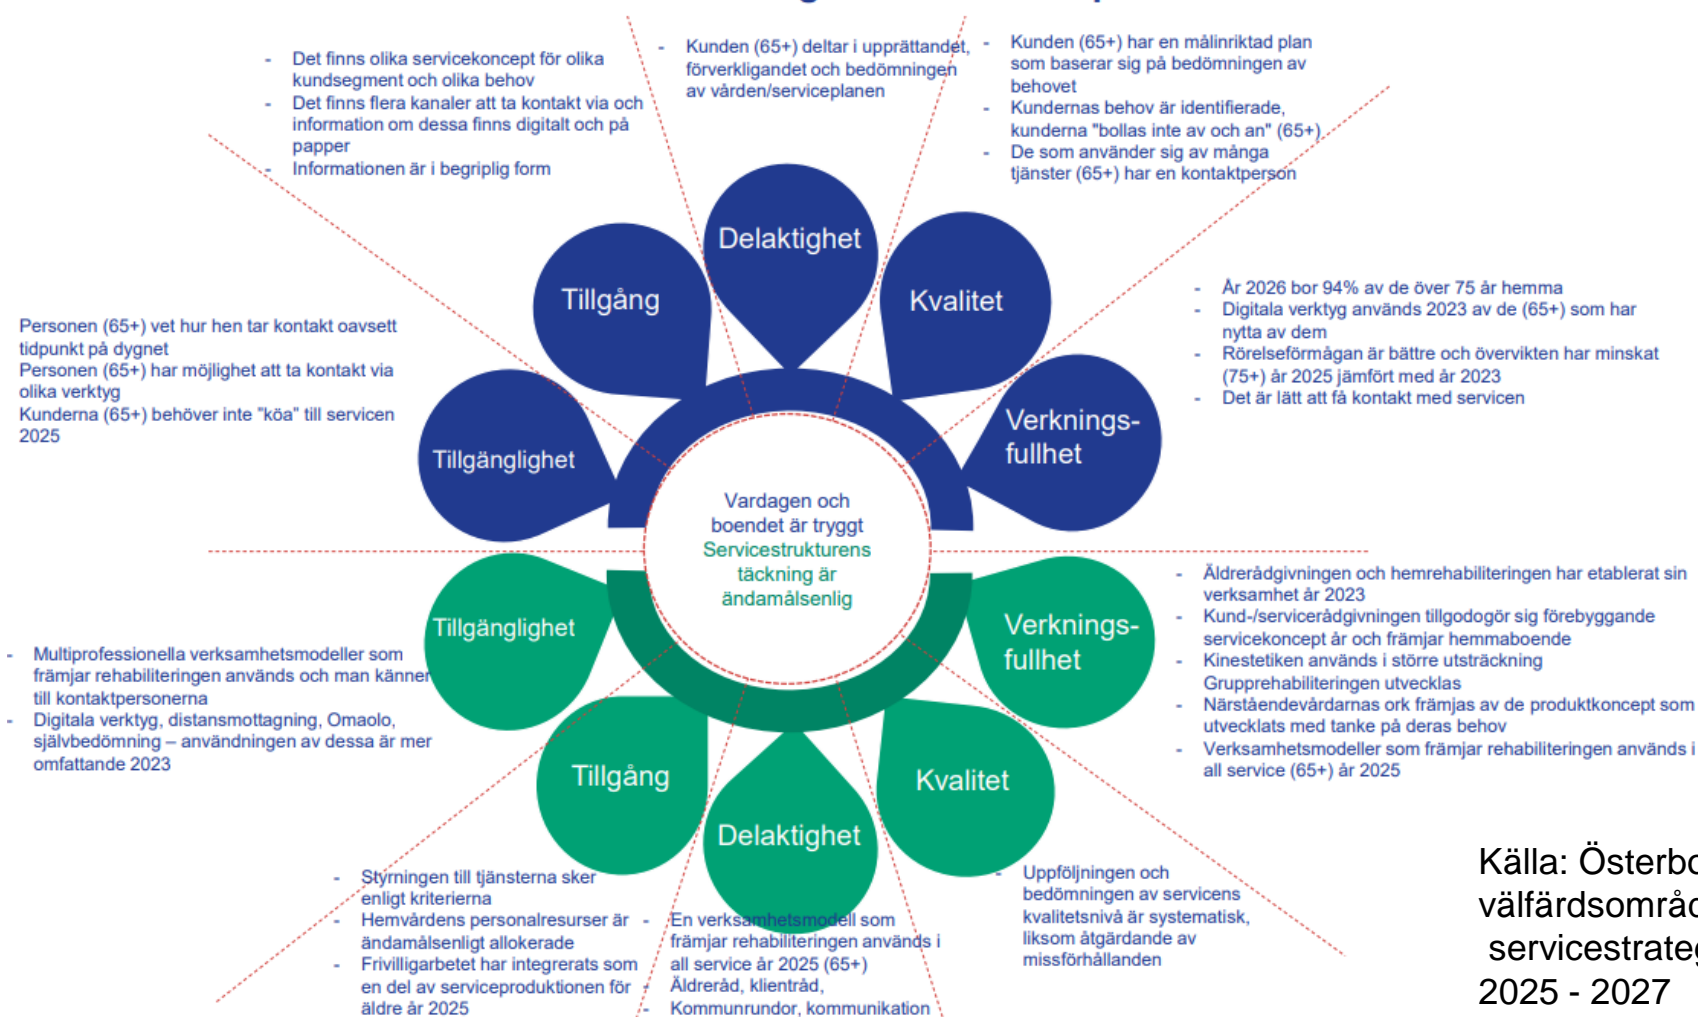 - Det finns olika servicekoncept för olika
kundsegment och olika behov
- Det finns flera kanaler att ta kontakt via och
information om dessa finns digitalt och på
papper
- Informationen är i begriplig form
- Kunden (65+) deltar i upprättandet,
förverkligandet och bedömningen
av vården/serviceplanen
- Kunden (65+) har en målinriktad plan
som baserar sig på bedömningen av
behovet
- Kundernas behov är identifierade,
kunderna "bollas inte av och an" (65+)
- De som använder sig av många
tjänster (65+) har en kontaktperson
Delaktighet
Tillgång
Kvalitet
- År 2026 bor 94% av de över 75 år hemma
- Digitala verktyg används 2023 av de (65+) som har
nytta av dem
- Rörelseförmågan är bättre och övervikten har minskat
(75+) år 2025 jämfört med år 2023
- Det är lätt att få kontakt med servicen
Personen (65+) vet hur hen tar kontakt oavsett
tidpunkt på dygnet
Personen (65+) har möjlighet att ta kontakt via
olika verktyg
Kunderna (65+) behöver inte "köa" till servicen
2025
Tillgänglighet
Verknings-
fullhet
Vardagen och
boendet är tryggt
Servicestrukturens
täckning är
ändamålsenlig
Tillgänglighet
Verknings-
fullhet
- Äldrerådgivningen och hemrehabiliteringen har etablerat sin
verksamhet år 2023
- Kund-/servicerådgivningen tillgodogör sig förebyggande
servicekoncept år och främjar hemmaboende
- Kinestetiken används i större utsträckning
Grupprehabiliteringen utvecklas
- Närståendevårdarnas ork främjas av de produktkoncept som
utvecklats med tanke på deras behov
- Verksamhetsmodeller som främjar rehabiliteringen används i
all service (65+) år 2025
- Multiprofessionella verksamhetsmodeller som
främjar rehabiliteringen används och man känner
till kontaktpersonerna
- Digitala verktyg, distansmottagning, Omaolo,
självbedömning – användningen av dessa är mer
omfattande 2023
Tillgång
Delaktighet
Kvalitet
- Styrningen till tjänsterna sker
enligt kriterierna
- Hemvårdens personalresurser är
ändamålsenligt allokerade
- Frivilligarbetet har integrerats som
en del av serviceproduktionen för
äldre år 2025
- En verksamhetsmodell som
främjar rehabiliteringen används i
all service år 2025 (65+)
- Äldreråd, klientråd,
- Kommunrundor, kommunikation
- Uppföljningen och
bedömningen av servicens
kvalitetsnivå är systematisk,
liksom åtgärdande av
missförhållanden
Källa:
2025 - 2027